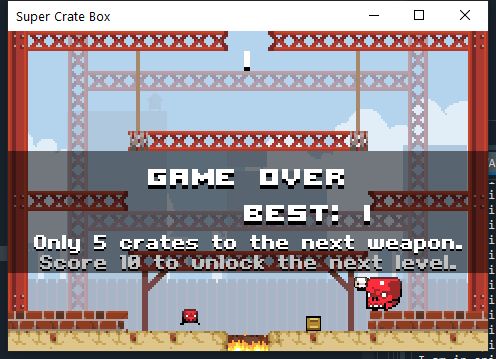 Super Crate Box
1
GAME OVER
BEST: 1
Only 5 crates to the next weapon.
Score 10 to unlock the next level.